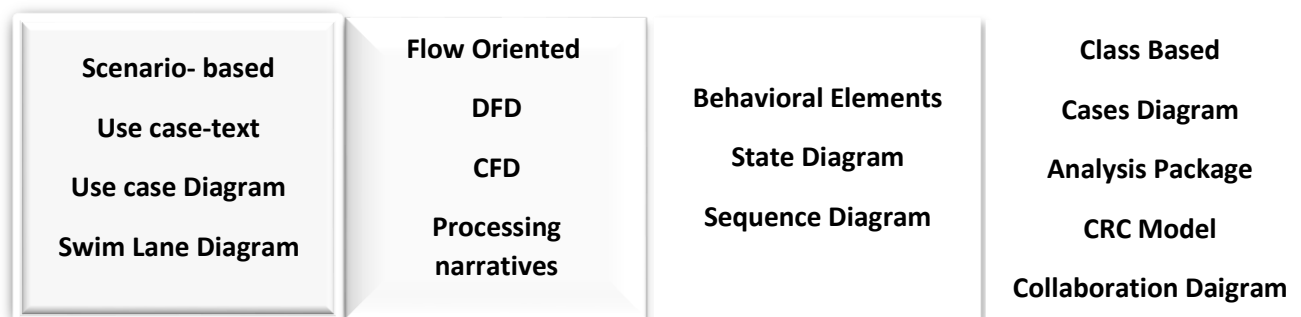 Scenario- based
Use case-text
Use case Diagram
Swim Lane Diagram
Flow Oriented
DFD
CFD
Processing
narratives
Behavioral Elements
State Diagram
Sequence Diagram
Class Based
Cases Diagram
Analysis Package
CRC Model
Collaboration Daigram